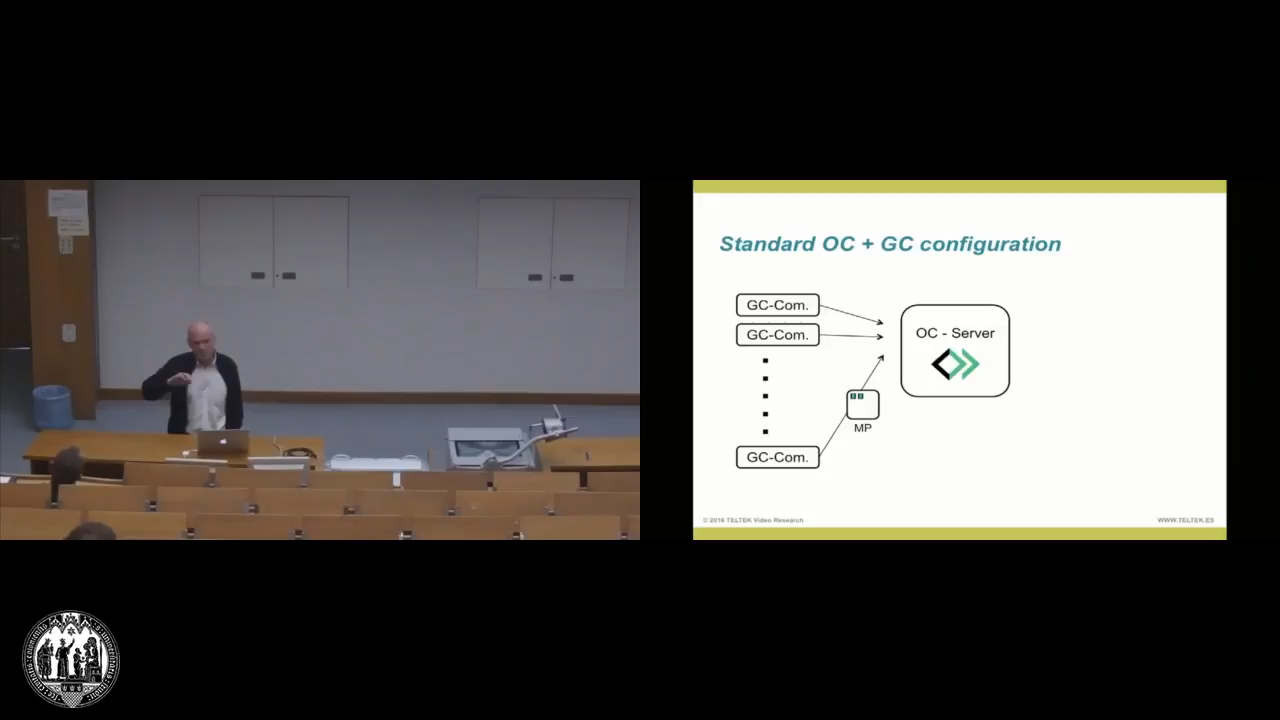 Standard OC + GC configuration
GC-Com.
GC-Com.
OC - Server
MP
GC-Com.
© 2016 TELTEK Video Research
WWW.TELTEK.ES